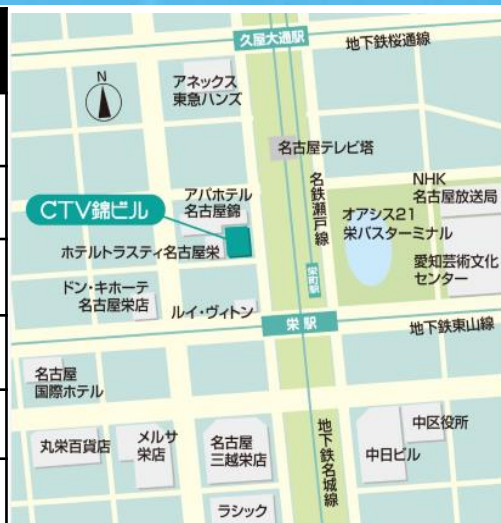 久屋大通駅
地下鉄桜通線
N
アネックス
東急ハンズ
名古屋テレビ塔
アパホテル
名古屋錦
名鉄瀬戸線
NHK
名古屋放送局
CTV錦ビル
オアシス21
栄バスターミナル
ホテルトラスティ名古屋栄
愛知芸術文化
センター
栄町駅
ドン・キホーテ
名古屋栄店
ルイ・ヴィトン
栄駅
地下鉄東山線
名古屋
国際ホテル
丸栄百貨店
メルサ
栄店
名古屋
三越栄店
地下鉄名城線
中日ビル
中区役所
ラシック